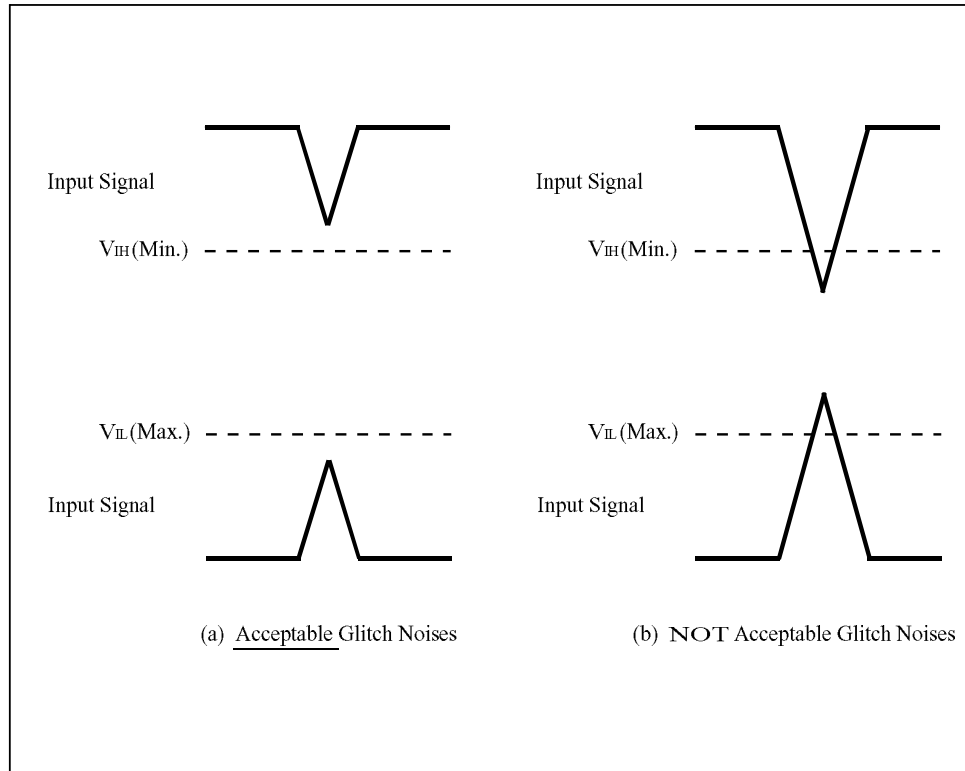 Input Signal
VIH (Min.)
VIL (Max.)
Input Signal
(a) Acceptable Glitch Noises
Input Signal
VIH (Min.)
VIL (Max.)
Input Signal
(b) NOT Acceptable Glitch Noises